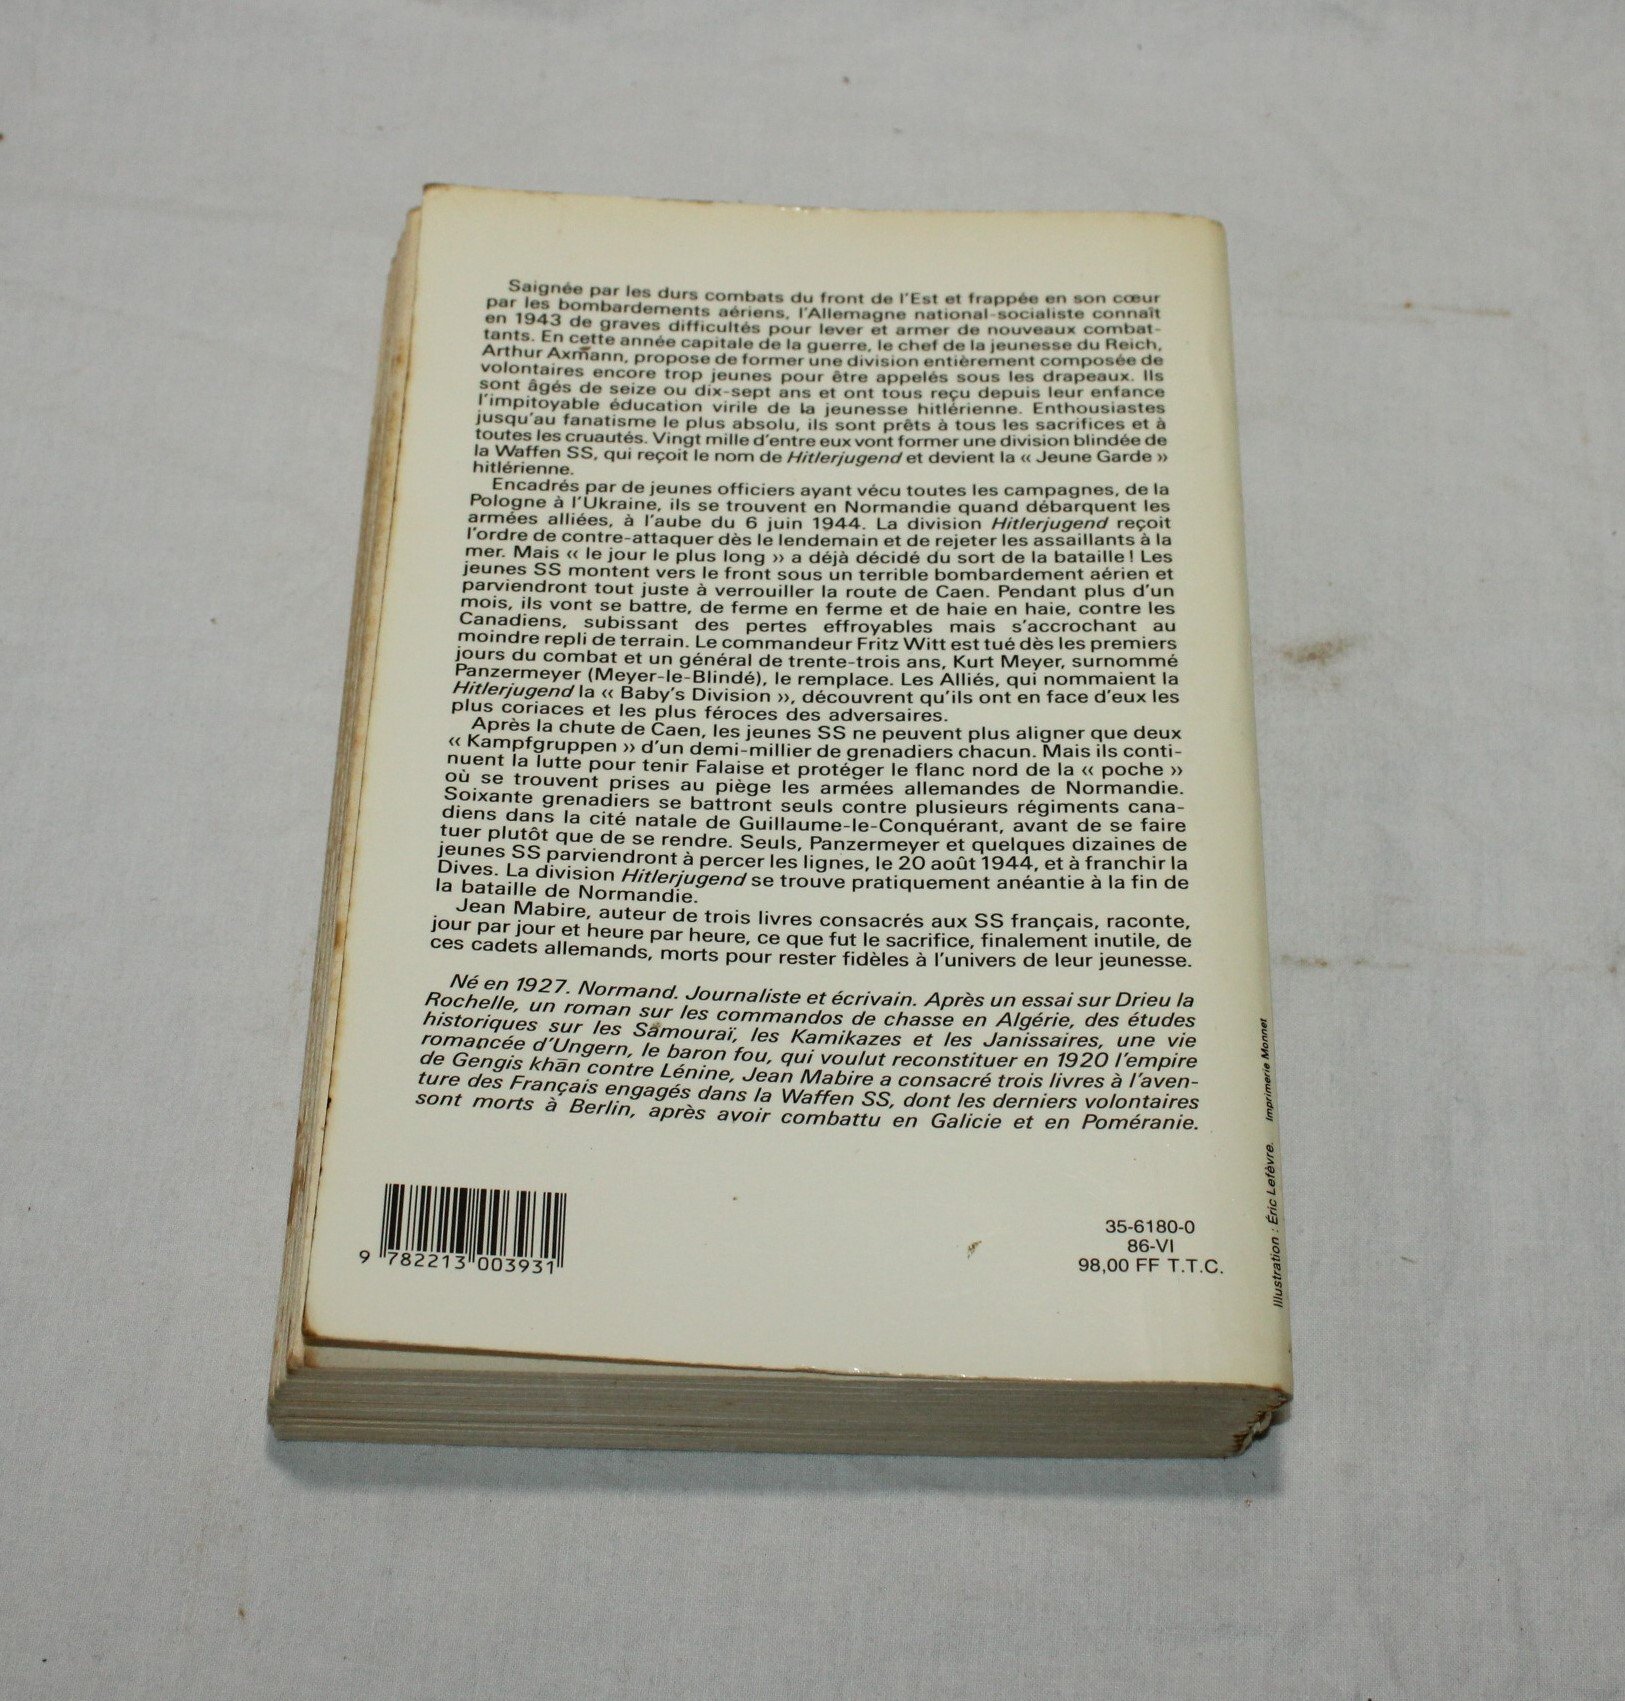 Saignée par les durs combats du front de l'Est et frappée en son cœur
par les bombardements aériens, l'Allemagne national-socialiste connaît
en 1943 de graves difficultés pour lever et armer de nouveaux combat-
tants. En cette année capitale de la guerre, le chef de la jeunesse du Reich,
Arthur Axmann, propose de former une division entièrement composée de
volontaires encore trop jeunes pour être appelés sous les drapeaux. Ils
sont âgés de seize ou dix-sept ans et ont tous reçu depuis leur enfance
l'impitoyable éducation virile de la jeunesse hitlérienne. Enthousiastes
jusqu'au fanatisme le plus absolu, ils sont prêts à tous les sacrifices et à
toutes les cruautés. Vingt mille d'entre eux vont former une division blindée de
la Waffen SS, qui reçoit le nom de Hitlerjugend et devient la « Jeune Garde »
hitlérienne.
Encadrés par de jeunes officiers ayant vécu toutes les campagnes, de la
Pologne à l'Ukraine, ils se trouvent en Normandie quand débarquent les
armées alliées, à l'aube du 6 juin 1944. La division Hitlerjugend reçoit
l'ordre de contre-attaquer dès le lendemain et de rejeter les assaillants à la
mer. Mais « le jour le plus long » a déjà décidé du sort de la bataille ! Les
jeunes SS montent vers le front sous un terrible bombardement aérien et
parviendront tout juste à verrouiller la route de Caen. Pendant plus d'un
mois, ils vont se battre, de ferme en ferme et de haie en haie, contre les
Canadiens, subissant des pertes effroyables mais s'accrochant au
moindre repli de terrain. Le commandeur Fritz Witt est tué dès les premiers
jours du combat et un général de trente-trois ans, Kurt Meyer, surnommé
Panzermeyer (Meyer-le-Blindé), le remplace. Les Alliés, qui nommaient la
Hitlerjugend la « Baby's Division », découvrent qu'ils ont en face d'eux les
plus coriaces et les plus féroces des adversaires.
Après la chute de Caen, les jeunes SS ne peuvent plus aligner que deux
« Kampfgruppen » d'un demi-millier de grenadiers chacun. Mais ils conti-
nuent la lutte pour tenir Falaise et protéger le flanc nord de la « poche »
où se trouvent prises au piège les armées allemandes de Normandie.
Soixante grenadiers se battront seuls contre plusieurs régiments cana-
diens dans la cité natale de Guillaume-le-Conquérant, avant de se faire
tuer plutôt que de se rendre. Seuls, Panzermeyer et quelques dizaines de
jeunes SS parviendront à percer les lignes, le 20 août 1944, et à franchir la
Dives. La division Hitlerjugend se trouve pratiquement anéantie à la fin de
la bataille de Normandie.
Jean Mabire, auteur de trois livres consacrés aux SS français, raconte,
jour par jour et heure par heure, ce que fut le sacrifice, finalement inutile, de
ces cadets allemands, morts pour rester fidèles à l'univers de leur jeunesse.
Né en 1927. Normand. Journaliste et écrivain. Après un essai sur Drieu la
Rochelle, un roman sur les commandos de chasse en Algérie, des études
historiques sur les Samouraï, les Kamikazes et les Janissaires, une vie
romancée d'Ungern, le baron fou, qui voulut reconstituer en 1920 l'empire
de Gengis khān contre Lénine, Jean Mabire a consacré trois livres à l'aven-
ture des Français engagés dans la Waffen SS, dont les derniers volontaires
sont morts à Berlin, après avoir combattu en Galicie et en Poméranie.
9 782213 003931
35-6180-0
86-VI
98,00 FF T.T.C.
Illustration : Éric Lefèvre. Imprimerie Monnet